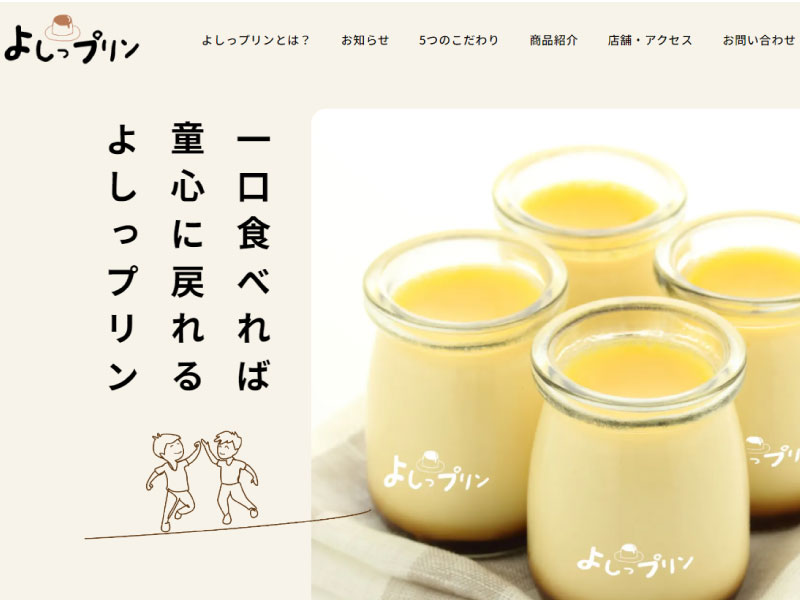 よしっプリン
よしっプリンとは？
お知らせ
5つのこだわり
商品紹介
店舗・アクセス
お問い合わせ
一口食べれば
童心に戻れる
よしっプリン
よしっプリン
よしっプリン
っプリ